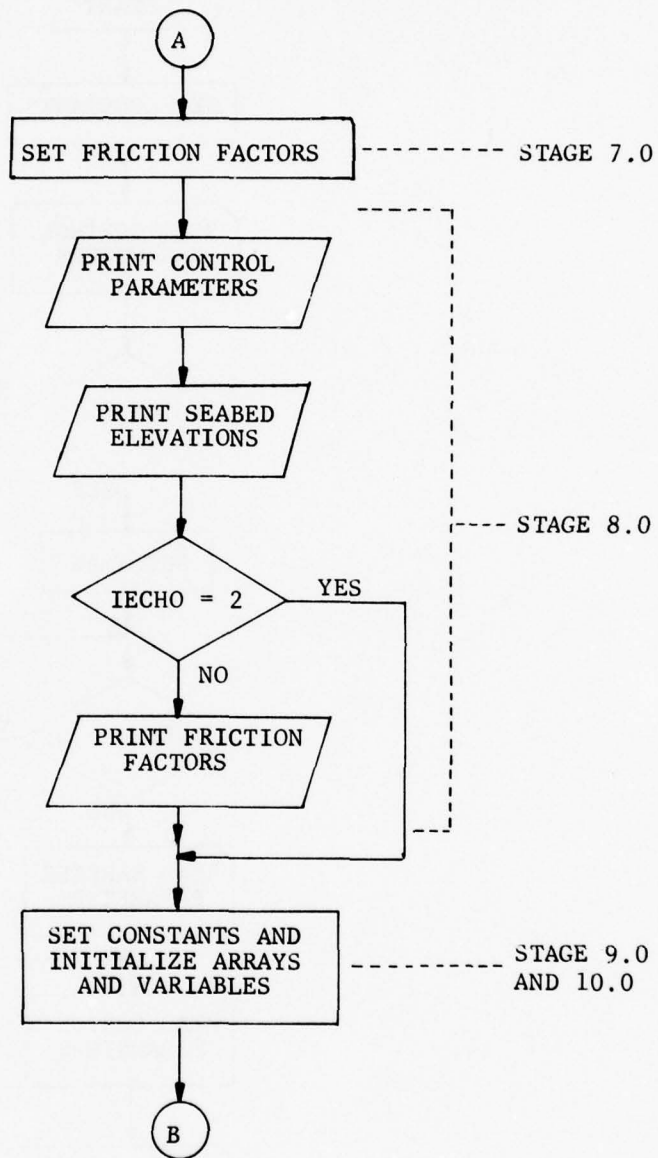 A
SET FRICTION FACTORS
STAGE 7.0
PRINT CONTROL
PARAMETERS
PRINT SEABED
ELEVATIONS
STAGE 8.0
IECHO = 2
YES
NO
PRINT FRICTION
FACTORS
SET CONSTANTS AND
INITIALIZE ARRAYS
AND VARIABLES
STAGE 9.0
AND 10.0
B